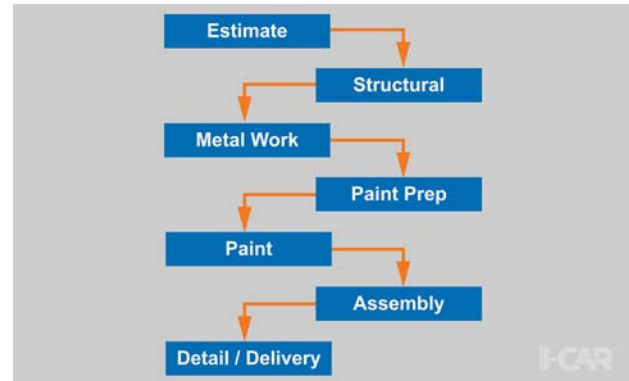 Estimate
Structural
Metal Work
Paint Prep
Paint
Assembly
Detail / Delivery
I-CAR